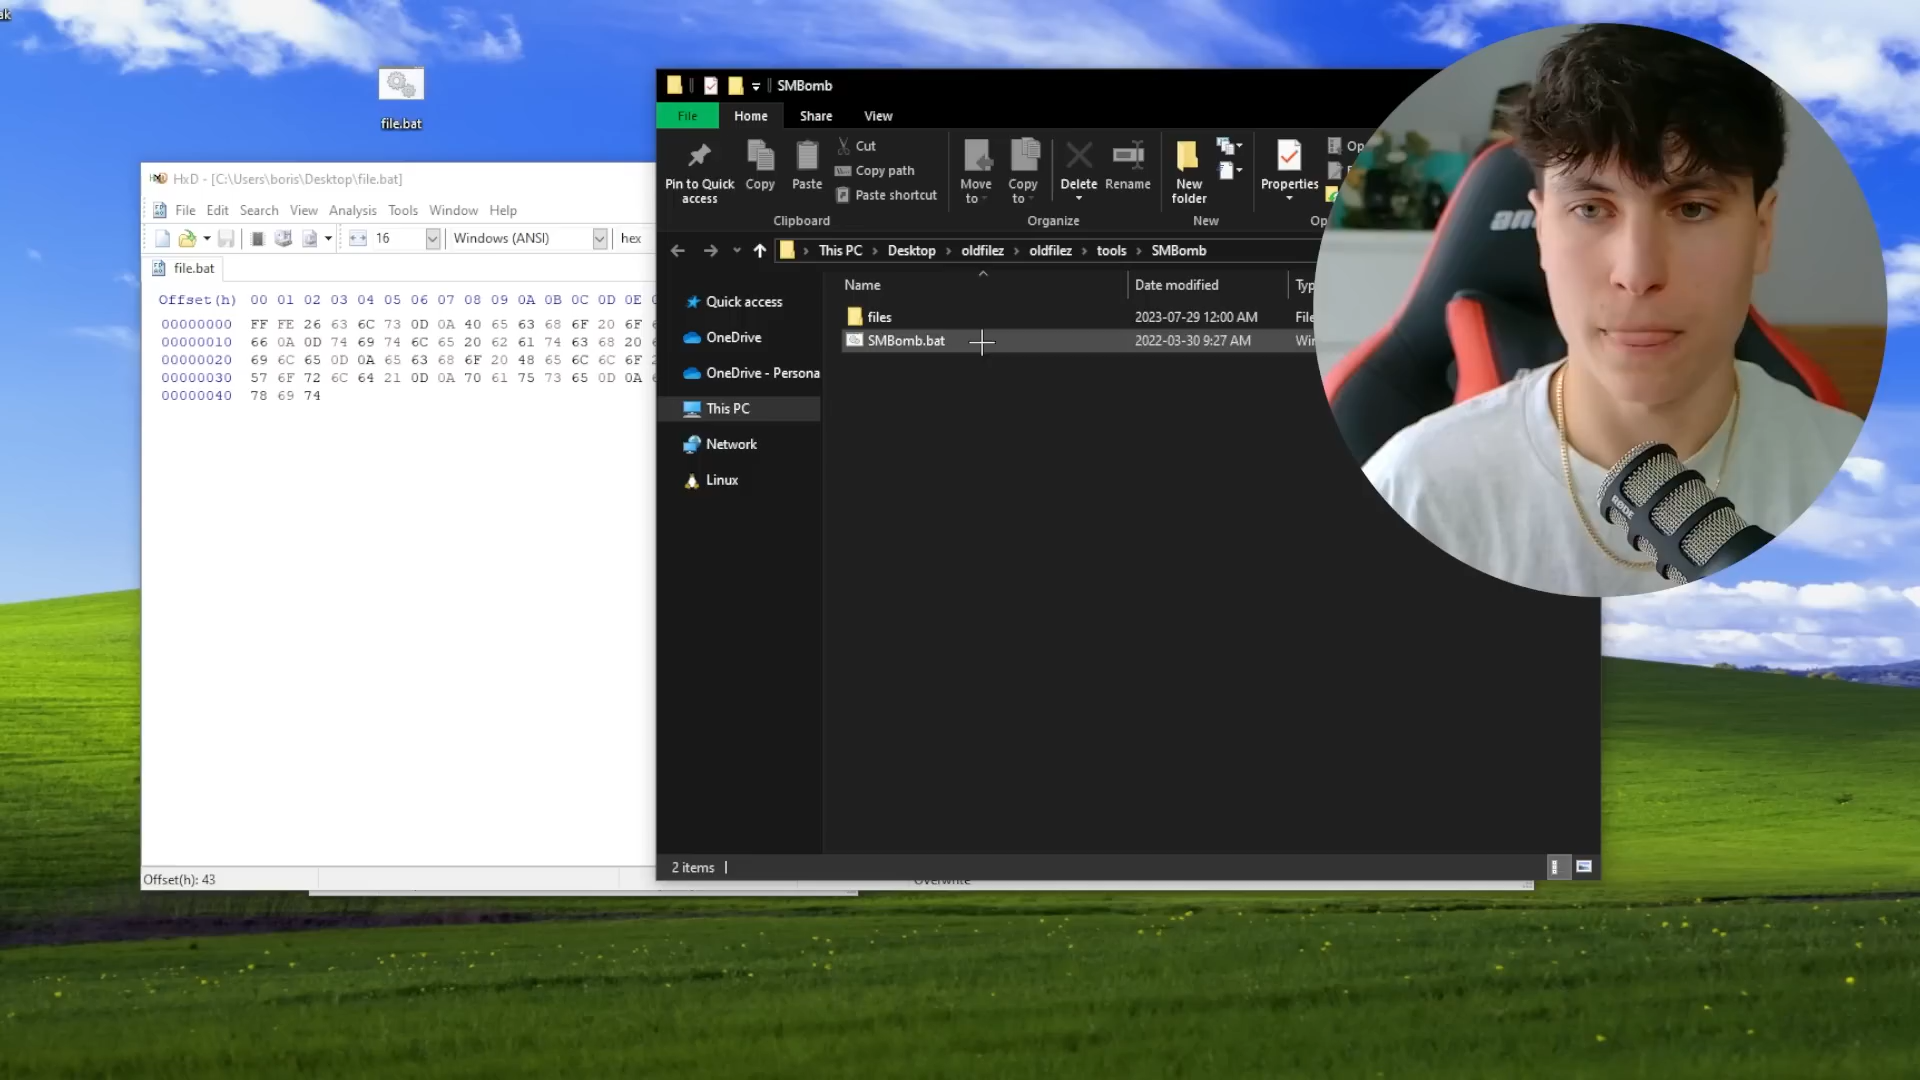 ak
file.bat
HxD - [C:\Users\boris\Desktop\file.bat]
File Edit Search View Analysis Tools Window Help
16 Windows (ANSI) hex
file.bat
Offset(h) 00 01 02 03 04 05 06 07 08 09 0A 0B 0C 0D 0E
00000000 FF FE 26 63 6C 73 0D 0A 40 65 63 68 6F 20 6F
00000010 66 0A 0D 74 69 74 6C 65 20 62 61 74 63 68 20
00000020 69 6C 65 0D 0A 65 63 68 6F 20 48 65 6C 6C 6F
00000030 57 6F 72 6C 64 21 0D 0A 70 61 75 73 65 0D 0A
00000040 78 69 74
Offset(h): 43
Overwrite
SMBomb
File Home Share View
Pin to Quick access
Copy
Paste
Cut
Copy path
Paste shortcut
Clipboard
Move to
Copy to
Delete
Rename
Organize
New folder
New
Properties
Op
Op
This PC > Desktop > oldfilez > oldfilez > tools > SMBomb
Name Date modified Typ
files 2023-07-29 12:00 AM File
SMBomb.bat 2022-03-30 9:27 AM Win
Quick access
OneDrive
OneDrive - Persona
This PC
Network
Linux
2 items
an
RØDE